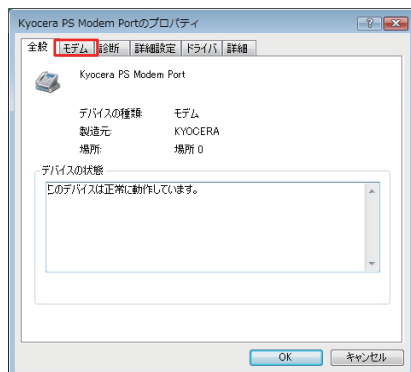 Kyocera PS Modem Portのプロパティ
全般 モデム 診断 詳細設定 ドライバ 詳細
Kyocera PS Modem Port
デバイスの種類: モデム
製造元: KYOCERA
場所: 場所 0
デバイスの状態
このデバイスは正常に動作しています。
OK キャンセル